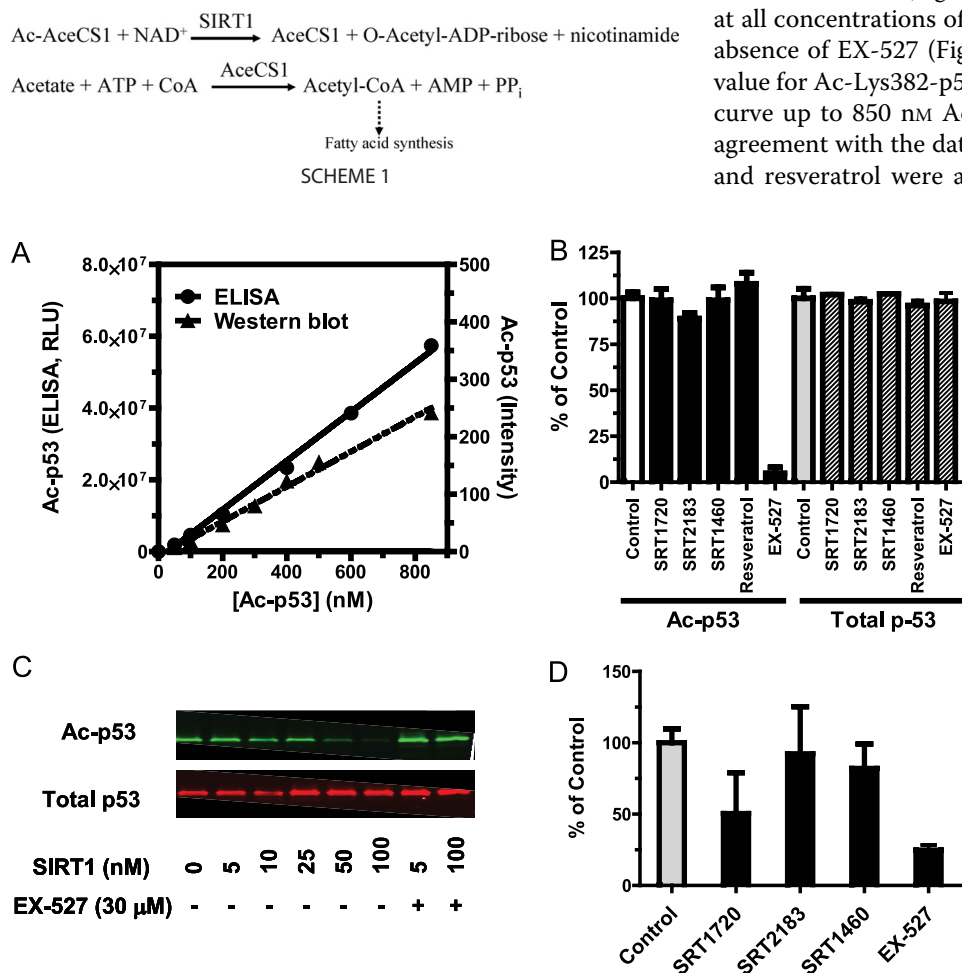 SIRT1
Ac-AceCS1 + NAD⁺ → AceCS1 + O-Acetyl-ADP-ribose + nicotinamide
AceCS1
Acetate + ATP + CoA → Acetyl-CoA + AMP + PPᵢ
Fatty acid synthesis
SCHEME 1
at all concentrations of
absence of EX-527 (Fig
value for Ac-Lys382-p5
curve up to 850 nM Ac
agreement with the dat
and resveratrol were a
A
Ac-p53 (ELISA, RLU)
8.0×10⁷
6.0×10⁷
4.0×10⁷
2.0×10⁷
0
ELISA
Western blot
500
400
300
200
100
0
Ac-p53 (Intensity)
0 200 400 600 800
[Ac-p53] (nM)
B
% of Control
125
100
75
50
25
0
Control
SRT1720
SRT2183
SRT1460
Resveratrol
EX-527
Control
SRT1720
SRT2183
SRT1460
Resveratrol
EX-527
Ac-p53
Total p-53
C
Ac-p53
Total p53
SIRT1 (nM) 0 5 10 25 50 100 5 100
EX-527 (30 μM) - - - - - - + +
D
% of Control
150
100
50
0
Control
SRT1720
SRT2183
SRT1460
EX-527